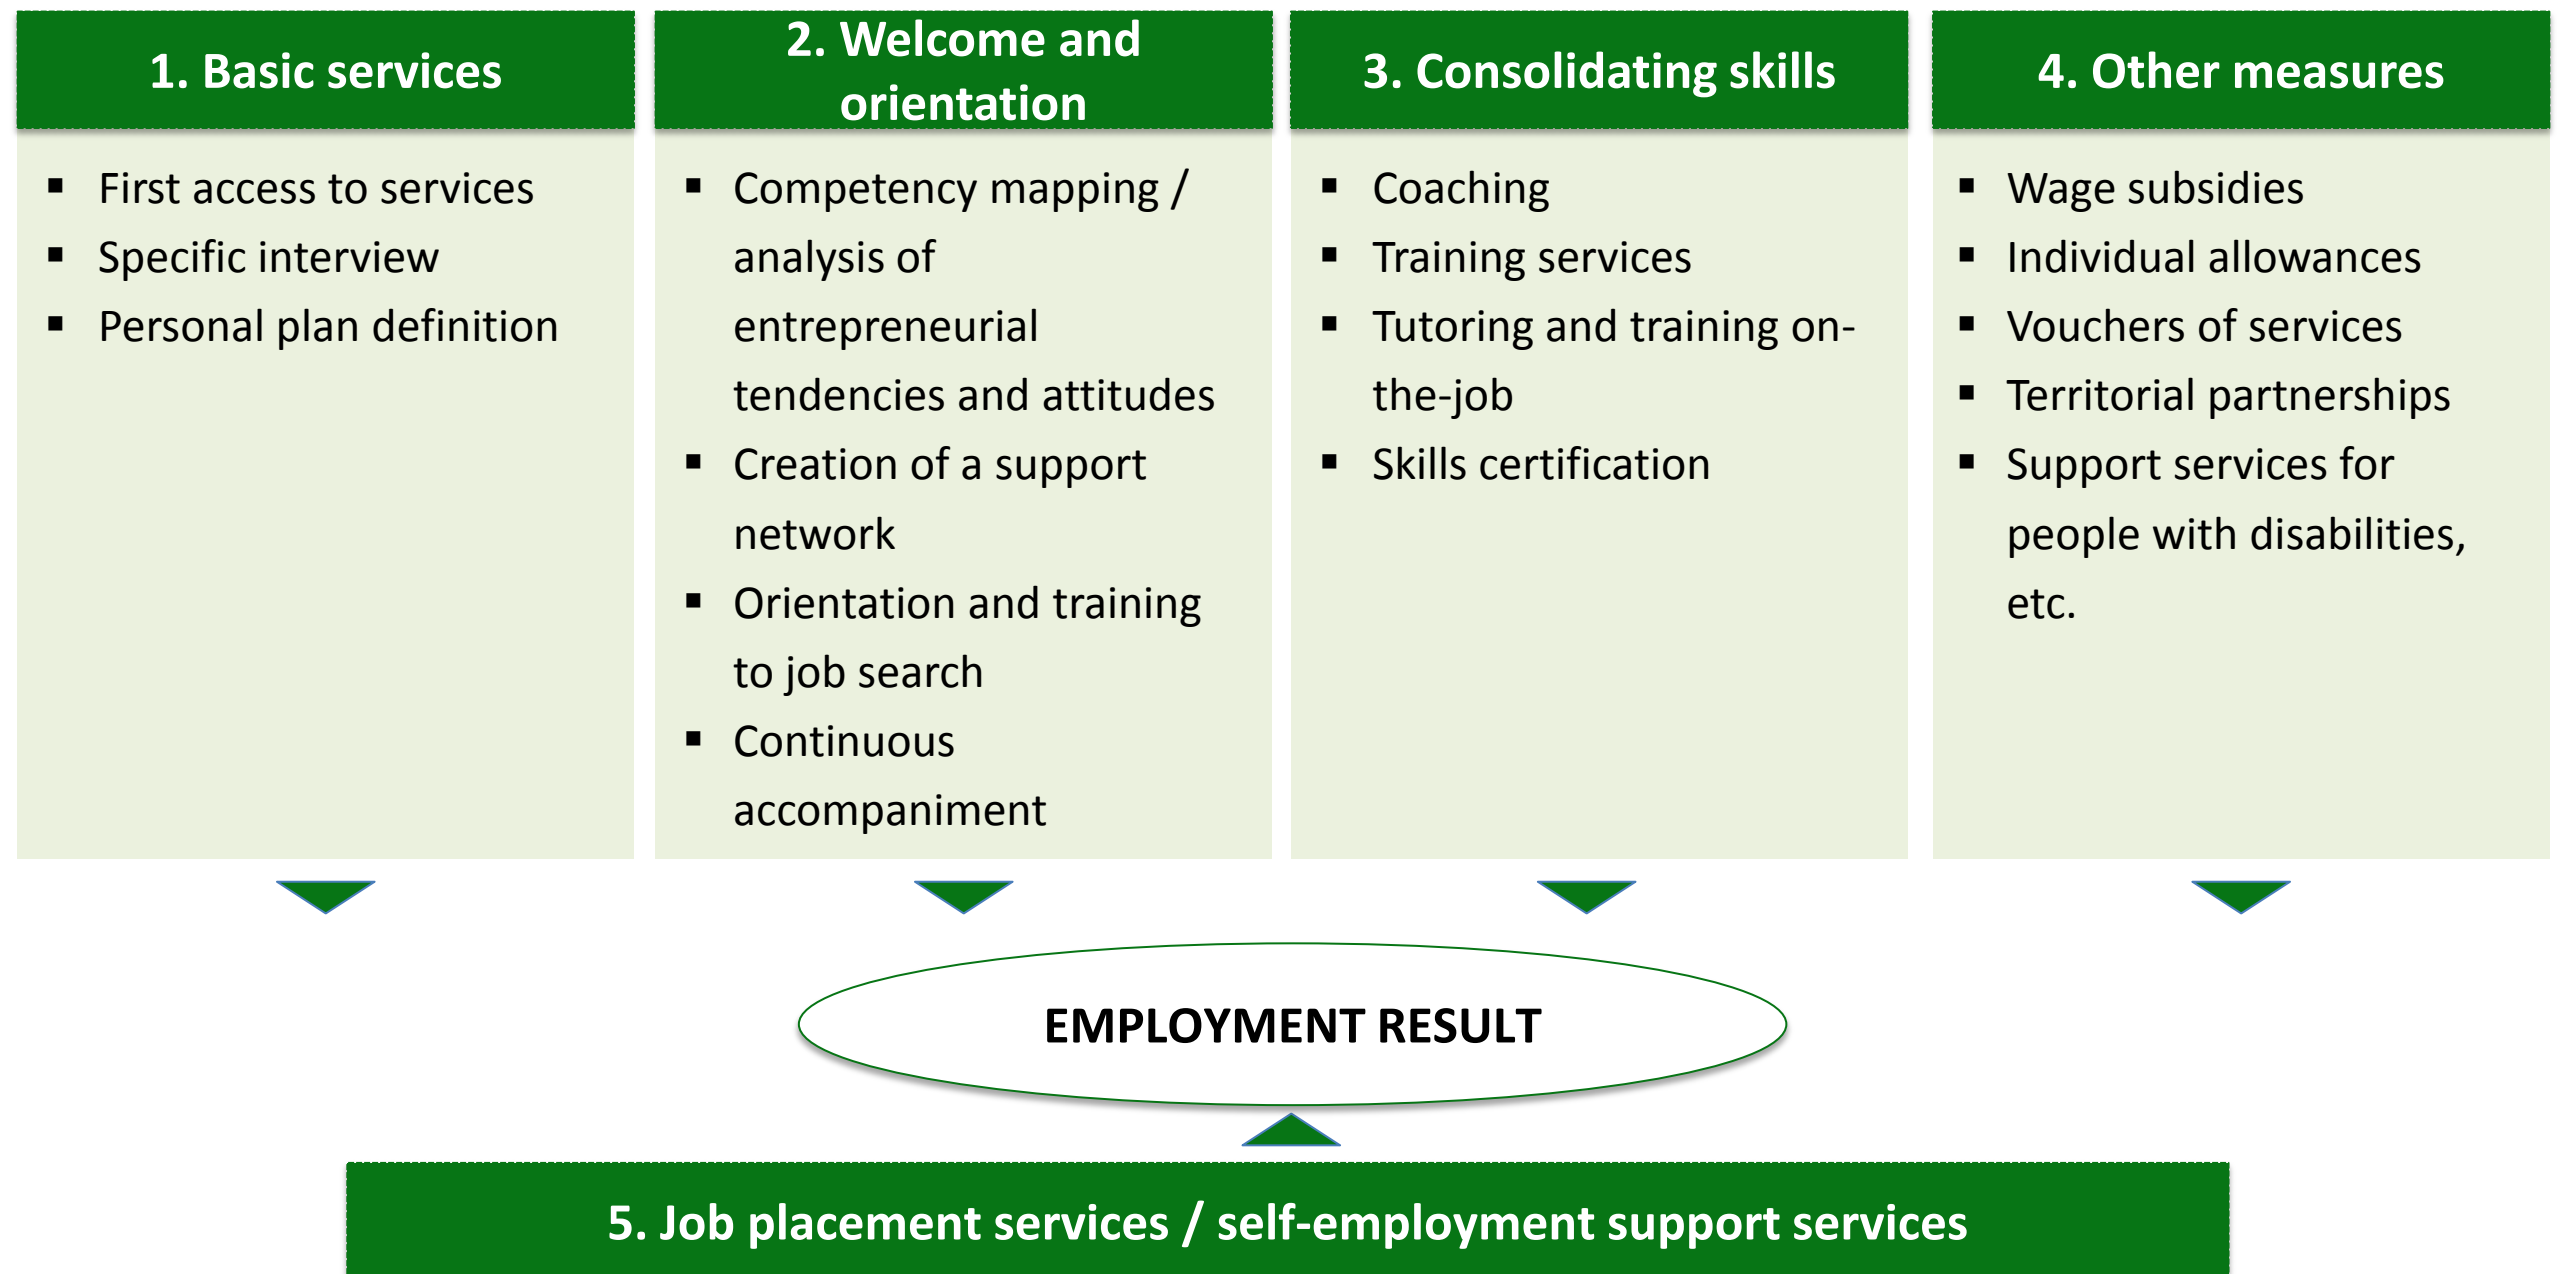 1. Basic services
▪ First access to services
▪ Specific interview
▪ Personal plan definition
2. Welcome and
orientation
▪ Competency mapping /
analysis of
entrepreneurial
tendencies and attitudes
▪ Creation of a support
network
▪ Orientation and training
to job search
▪ Continuous
accompaniment
3. Consolidating skills
▪ Coaching
▪ Training services
▪ Tutoring and training on-
the-job
▪ Skills certification
4. Other measures
▪ Wage subsidies
▪ Individual allowances
▪ Vouchers of services
▪ Territorial partnerships
▪ Support services for
people with disabilities,
etc.
EMPLOYMENT RESULT
5. Job placement services / self-employment support services